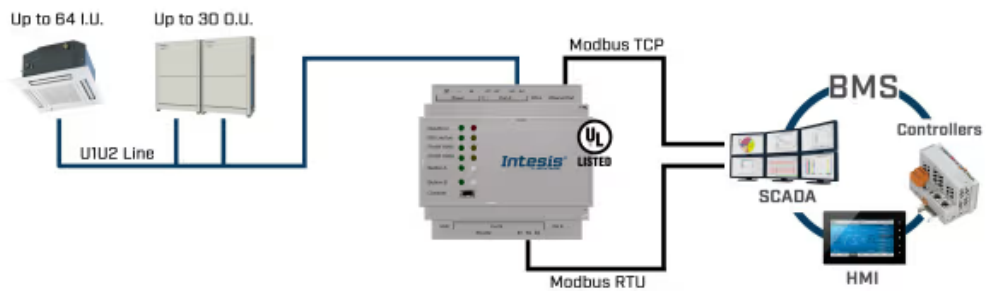 Up to 64 I.U.
Up to 30 O.U.
U1U2 Line
Modbus TCP
UL
LISTED
Intesis
Modbus RTU
BMS
Controllers
SCADA
HMI